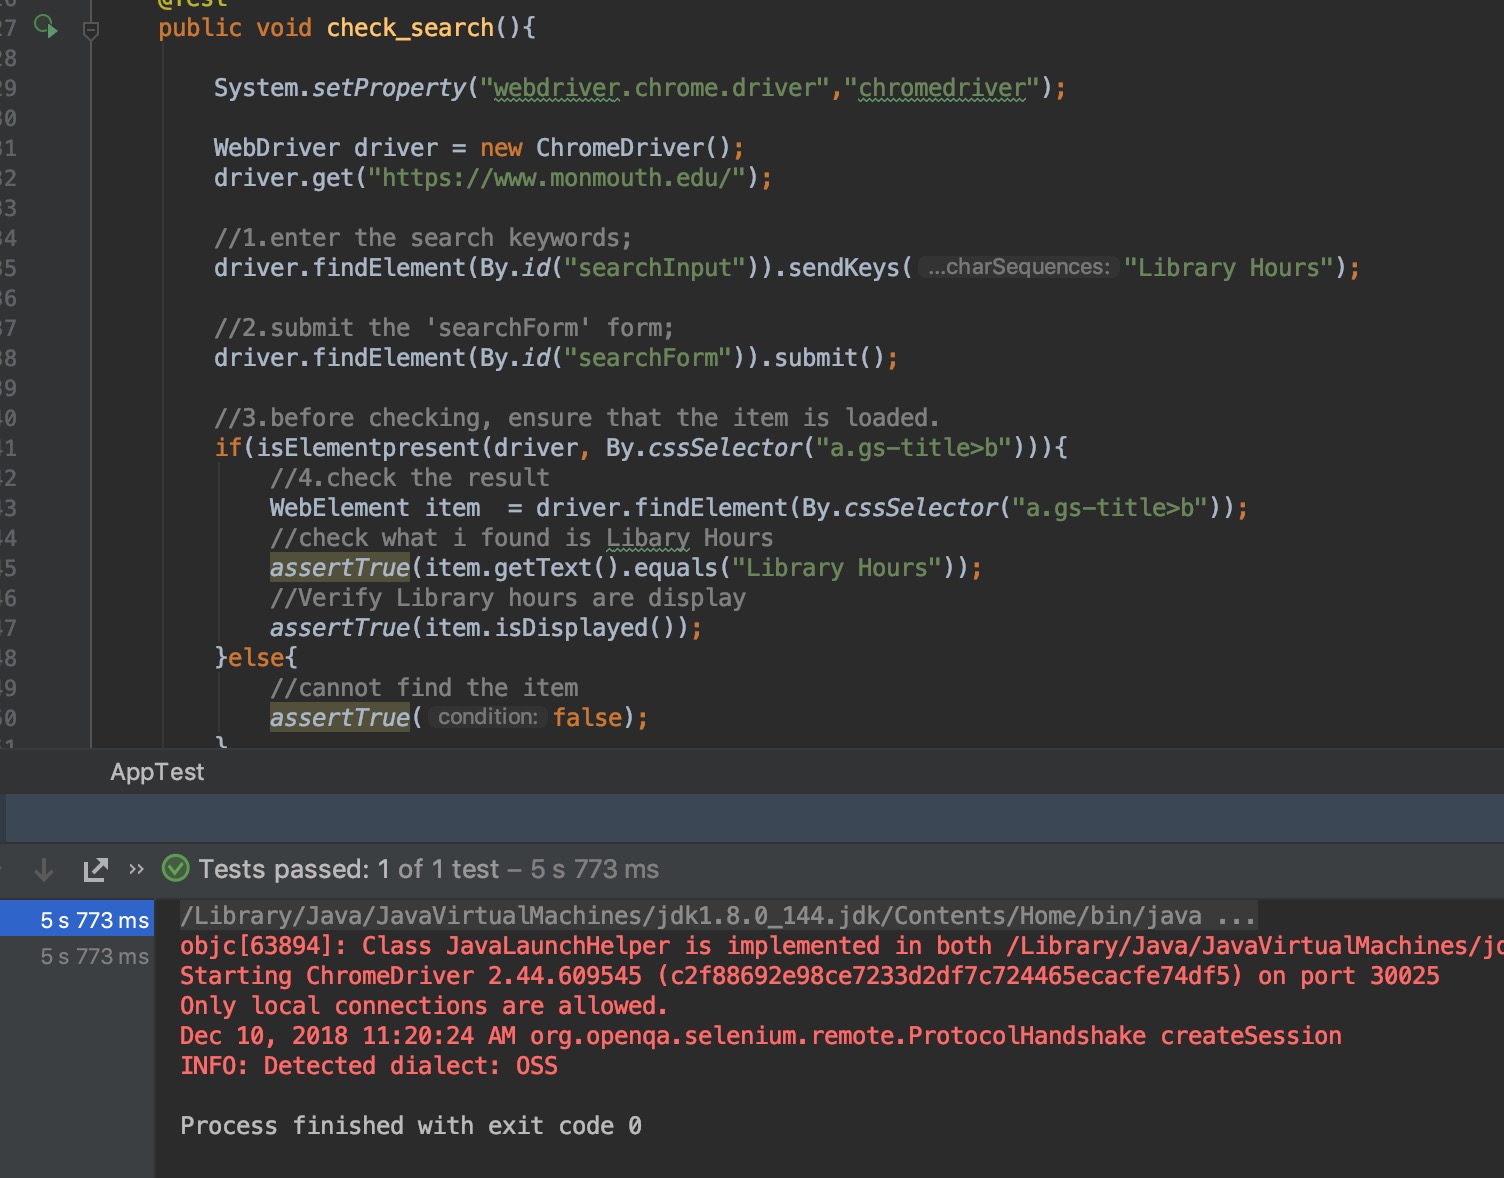 @Test
27 public void check_search(){
28
29 System.setProperty("webdriver.chrome.driver","chromedriver");
30
31 WebDriver driver = new ChromeDriver();
32 driver.get("https://www.monmouth.edu/");
33
34 //1.enter the search keywords;
35 driver.findElement(By.id("searchInput")).sendKeys( ...charSequences: "Library Hours");
36
37 //2.submit the 'searchForm' form;
38 driver.findElement(By.id("searchForm")).submit();
39
40 //3.before checking, ensure that the item is loaded.
41 if(isElementpresent(driver, By.cssSelector("a.gs-title>b"))){
42 //4.check the result
43 WebElement item  = driver.findElement(By.cssSelector("a.gs-title>b"));
44 //check what i found is Libary Hours
45 assertTrue(item.getText().equals("Library Hours"));
46 //Verify Library hours are display
47 assertTrue(item.isDisplayed());
48 }else{
49 //cannot find the item
50 assertTrue( condition: false);
51 }
AppTest
» Tests passed: 1 of 1 test – 5 s 773 ms
5 s 773 ms
5 s 773 ms
/Library/Java/JavaVirtualMachines/jdk1.8.0_144.jdk/Contents/Home/bin/java ...
objc[63894]: Class JavaLaunchHelper is implemented in both /Library/Java/JavaVirtualMachines/jd
Starting ChromeDriver 2.44.609545 (c2f88692e98ce7233d2df7c724465ecacfe74df5) on port 30025
Only local connections are allowed.
Dec 10, 2018 11:20:24 AM org.openqa.selenium.remote.ProtocolHandshake createSession
INFO: Detected dialect: OSS
Process finished with exit code 0